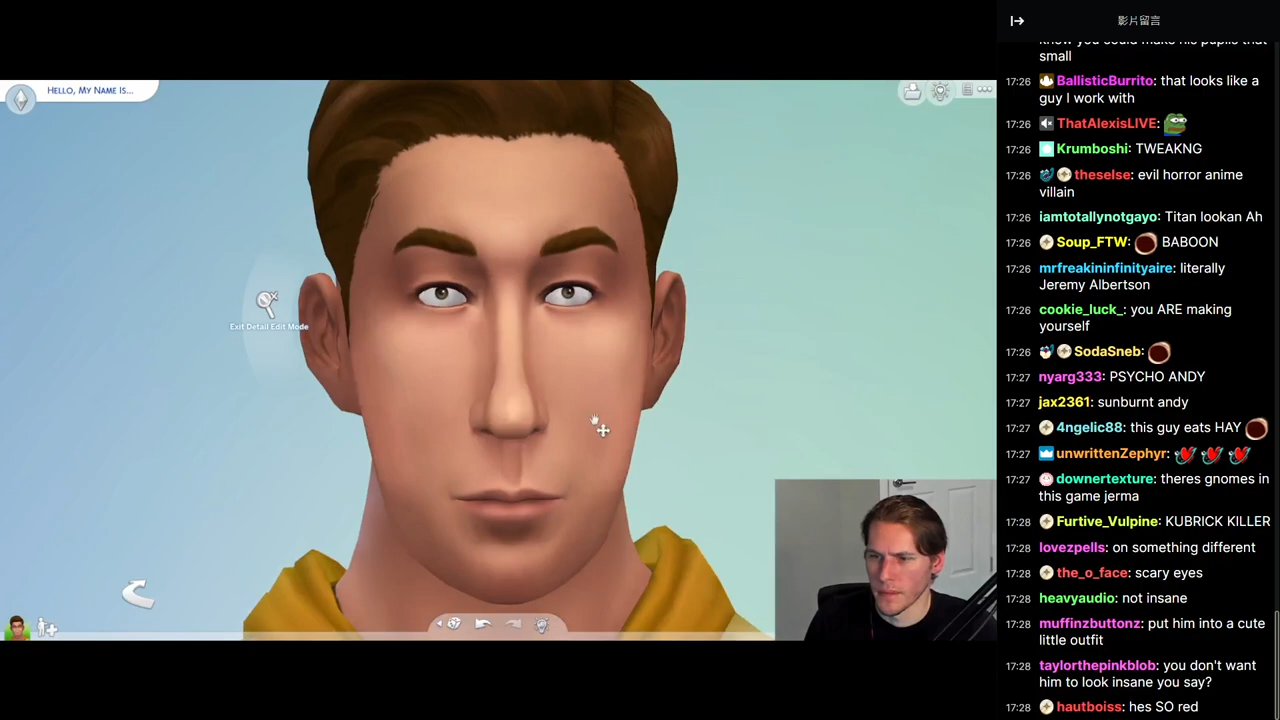 影片留言
HELLO, MY NAME IS...
Exit Detail Edit Mode
know you could make his pupils that
small
17:26 BallisticBurrito: that looks like a
guy I work with
17:26 ThatAlexisLIVE:
17:26 Krumboshi: TWEAKNG
17:26 theselse: evil horror anime
villain
17:26 iamtotallynotgayo: Titan lookan Ah
17:26 Soup_FTW: BABOON
17:26 mrfreakininfinityaire: literally
Jeremy Albertson
17:26 cookie_luck_: you ARE making
yourself
17:26 SodaSneb:
17:27 nyarg333: PSYCHO ANDY
17:27 jax2361: sunburnt andy
17:27 4ngelic88: this guy eats HAY
17:27 unwrittenZephyr:
17:27 downertexture: theres gnomes in
this game jerma
17:28 Furtive_Vulpine: KUBRICK KILLER
17:28 lovezpells: on something different
17:28 the_o_face: scary eyes
17:28 heavyaudio: not insane
17:28 muffinzbuttonz: put him into a cute
little outfit
17:28 taylorthepinkblob: you don't want
him to look insane you say?
17:28 hautboiss: hes SO red